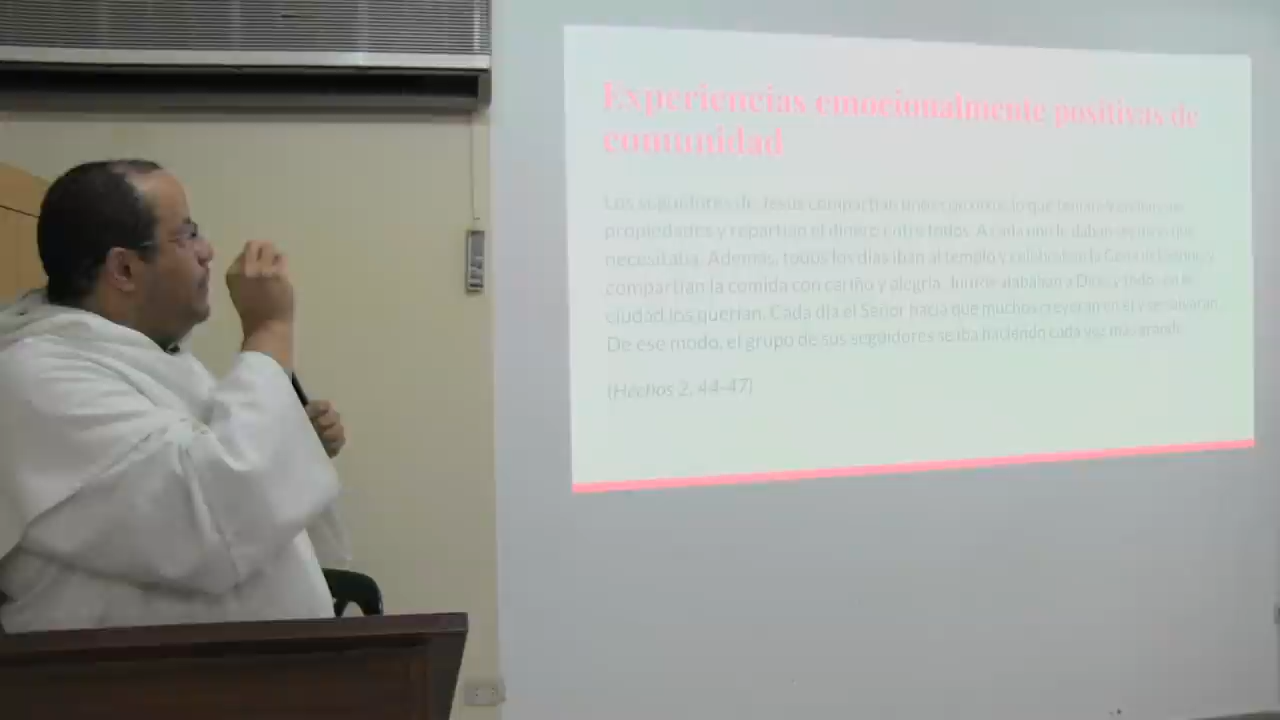 Experiencias emocionalmente positivas de
comunidad
Los seguidores de Jesús compartían unos con otros lo que tenían. Vendían sus
propiedades y repartían el dinero entre todos. A cada uno le daban según lo que
necesitaba. Además, todos los días iban al templo y celebraban la Cena del Señor, y
compartían la comida con cariño y alegría. Juntos alababan a Dios, y todos en la
ciudad los querían. Cada día el Señor hacía que muchos creyeran en él y se salvaran.
De ese modo, el grupo de sus seguidores se iba haciendo cada vez más grande.
(Hechos 2, 44-47)